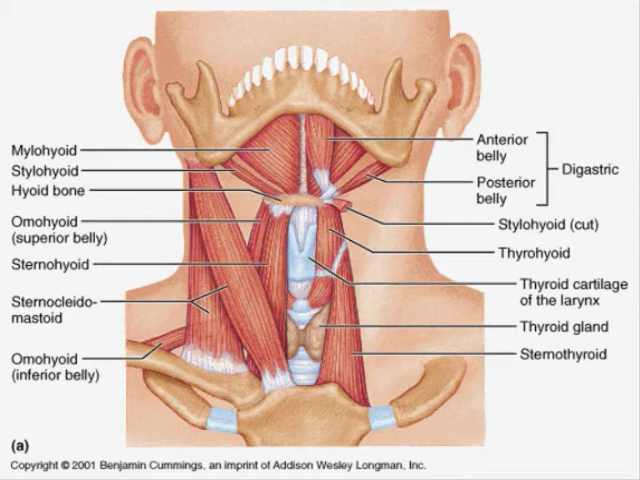 Mylohyoid
Stylohyoid
Hyoid bone
Omohyoid
(superior belly)
Sternohyoid
Sternocleido-
mastoid
Omohyoid
(inferior belly)
Anterior
belly
Digastric
Posterior
belly
Stylohyoid (cut)
Thyrohyoid
Thyroid cartilage
of the larynx
Thyroid gland
Sternothyroid
(a)
Copyright © 2001 Benjamin Cummings, an imprint of Addison Wesley Longman, Inc.